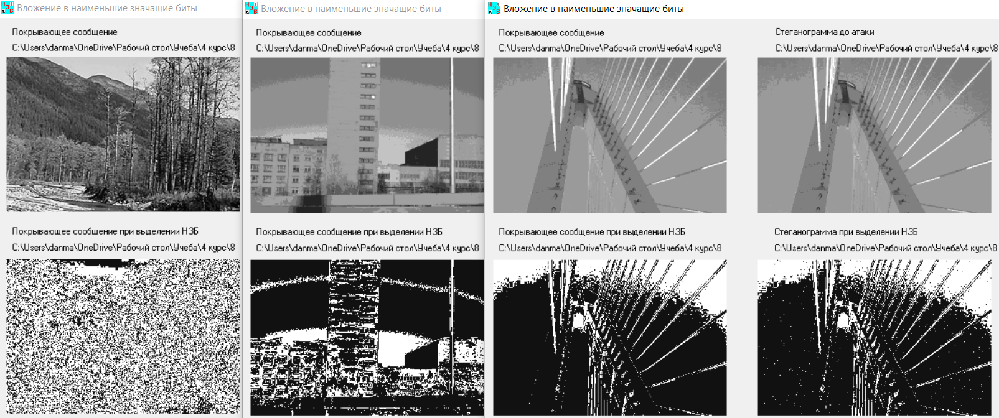 Вложение в наименьшие значащие биты
Покрывающее сообщение
C:\Users\danma\OneDrive\Рабочий стол\Учеба\4 курс\8
Покрывающее сообщение при выделении НЗБ
C:\Users\danma\OneDrive\Рабочий стол\Учеба\4 курс\8
Вложение в наименьшие значащие биты
Покрывающее сообщение
C:\Users\danma\OneDrive\Рабочий стол\Учеба\4 курс\8
Покрывающее сообщение при выделении НЗБ
C:\Users\danma\OneDrive\Рабочий стол\Учеба\4 курс\8
Вложение в наименьшие значащие биты
Покрывающее сообщение
C:\Users\danma\OneDrive\Рабочий стол\Учеба\4 курс\8
Стеганограмма до атаки
C:\Users\danma\OneDrive\Рабочий стол\Учеба\4 курс\8
Покрывающее сообщение при выделении НЗБ
C:\Users\danma\OneDrive\Рабочий стол\Учеба\4 курс\8
Стеганограмма при выделении НЗБ
C:\Users\danma\OneDrive\Рабочий стол\Учеба\4 курс\8